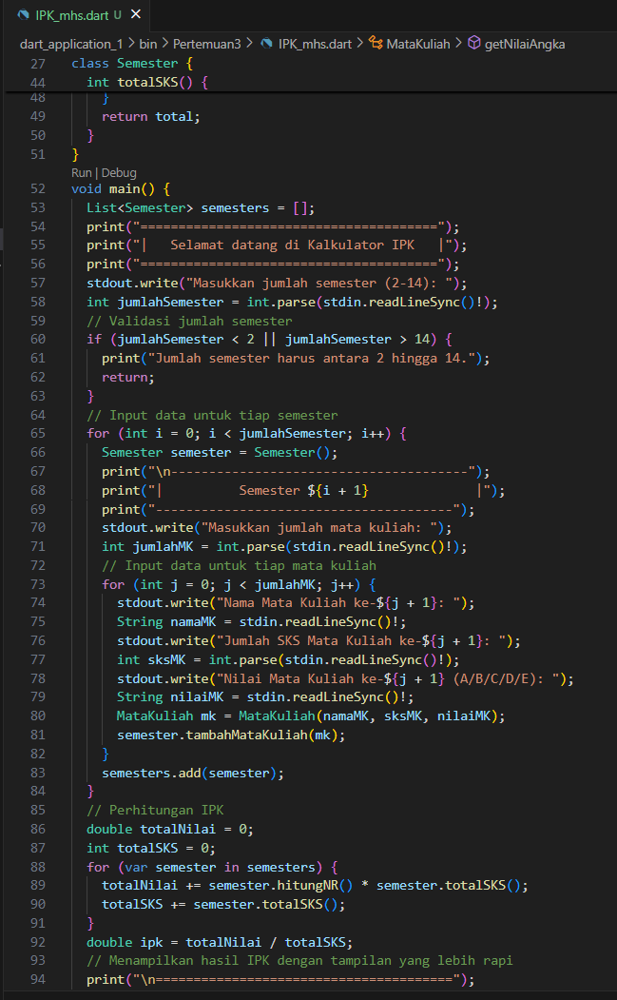 IPK_mhs.dart U ×
dart_application_1 > bin > Pertemuan3 > IPK_mhs.dart > MataKuliah > getNilaiAngka
27 class Semester {
44   int totalSKS() {
48     }
49     return total;
50   }
51 }
Run | Debug
52 void main() {
53   List<Semester> semesters = [];
54   print("=======================================");
55   print("|   Selamat datang di Kalkulator IPK   |");
56   print("=======================================");
57   stdout.write("Masukkan jumlah semester (2-14): ");
58   int jumlahSemester = int.parse(stdin.readLineSync()!);
59   // Validasi jumlah semester
60   if (jumlahSemester < 2 || jumlahSemester > 14) {
61     print("Jumlah semester harus antara 2 hingga 14.");
62     return;
63   }
64   // Input data untuk tiap semester
65   for (int i = 0; i < jumlahSemester; i++) {
66     Semester semester = Semester();
67     print("\n---------------------------------------");
68     print("|          Semester ${i + 1}              |");
69     print("---------------------------------------");
70     stdout.write("Masukkan jumlah mata kuliah: ");
71     int jumlahMK = int.parse(stdin.readLineSync()!);
72     // Input data untuk tiap mata kuliah
73     for (int j = 0; j < jumlahMK; j++) {
74       stdout.write("Nama Mata Kuliah ke-${j + 1}: ");
75       String namaMK = stdin.readLineSync()!;
76       stdout.write("Jumlah SKS Mata Kuliah ke-${j + 1}: ");
77       int sksMK = int.parse(stdin.readLineSync()!);
78       stdout.write("Nilai Mata Kuliah ke-${j + 1} (A/B/C/D/E): ");
79       String nilaiMK = stdin.readLineSync()!;
80       MataKuliah mk = MataKuliah(namaMK, sksMK, nilaiMK);
81       semester.tambahMataKuliah(mk);
82     }
83     semesters.add(semester);
84   }
85   // Perhitungan IPK
86   double totalNilai = 0;
87   int totalSKS = 0;
88   for (var semester in semesters) {
89     totalNilai += semester.hitungNR() * semester.totalSKS();
90     totalSKS += semester.totalSKS();
91   }
92   double ipk = totalNilai / totalSKS;
93   // Menampilkan hasil IPK dengan tampilan yang lebih rapi
94   print("\n=======================================");